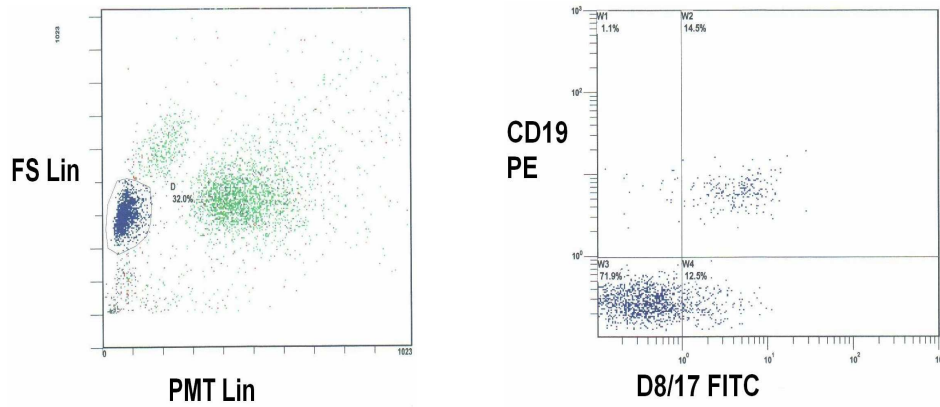 1023
FS Lin
D
32.0%
0
1023
PMT Lin
10³
W1
1.1%
W2
14.5%
10²
CD19
PE
10⁰
W3
71.9%
W4
12.5%
10⁰
10¹
10²
10
D8/17 FITC